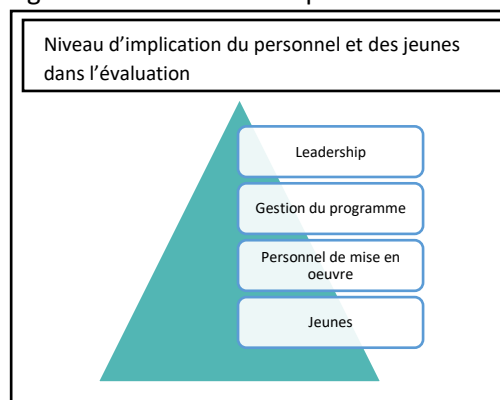 Niveau d’implication du personnel et des jeunes
dans l’évaluation
Leadership
Gestion du programme
Personnel de mise en
oeuvre
Jeunes